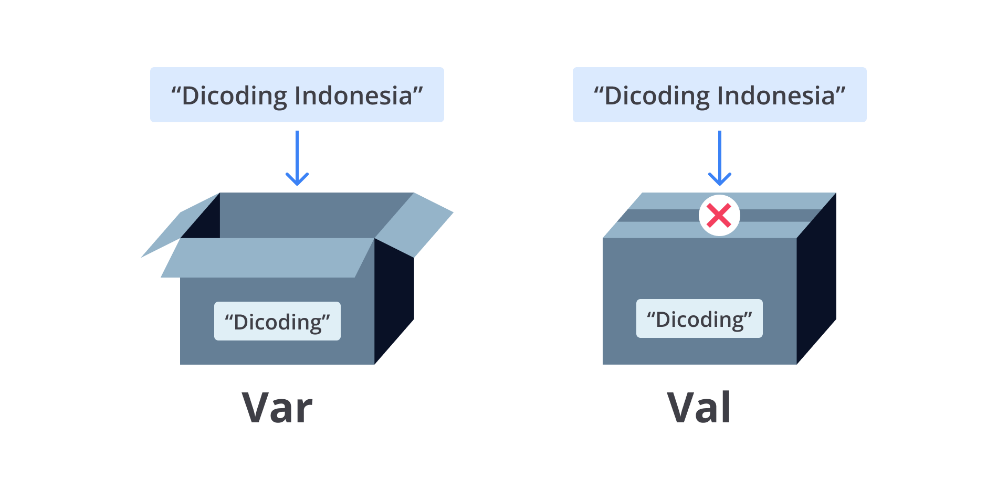 “Dicoding Indonesia”
“Dicoding Indonesia”
“Dicoding”
“Dicoding”
Var
Val